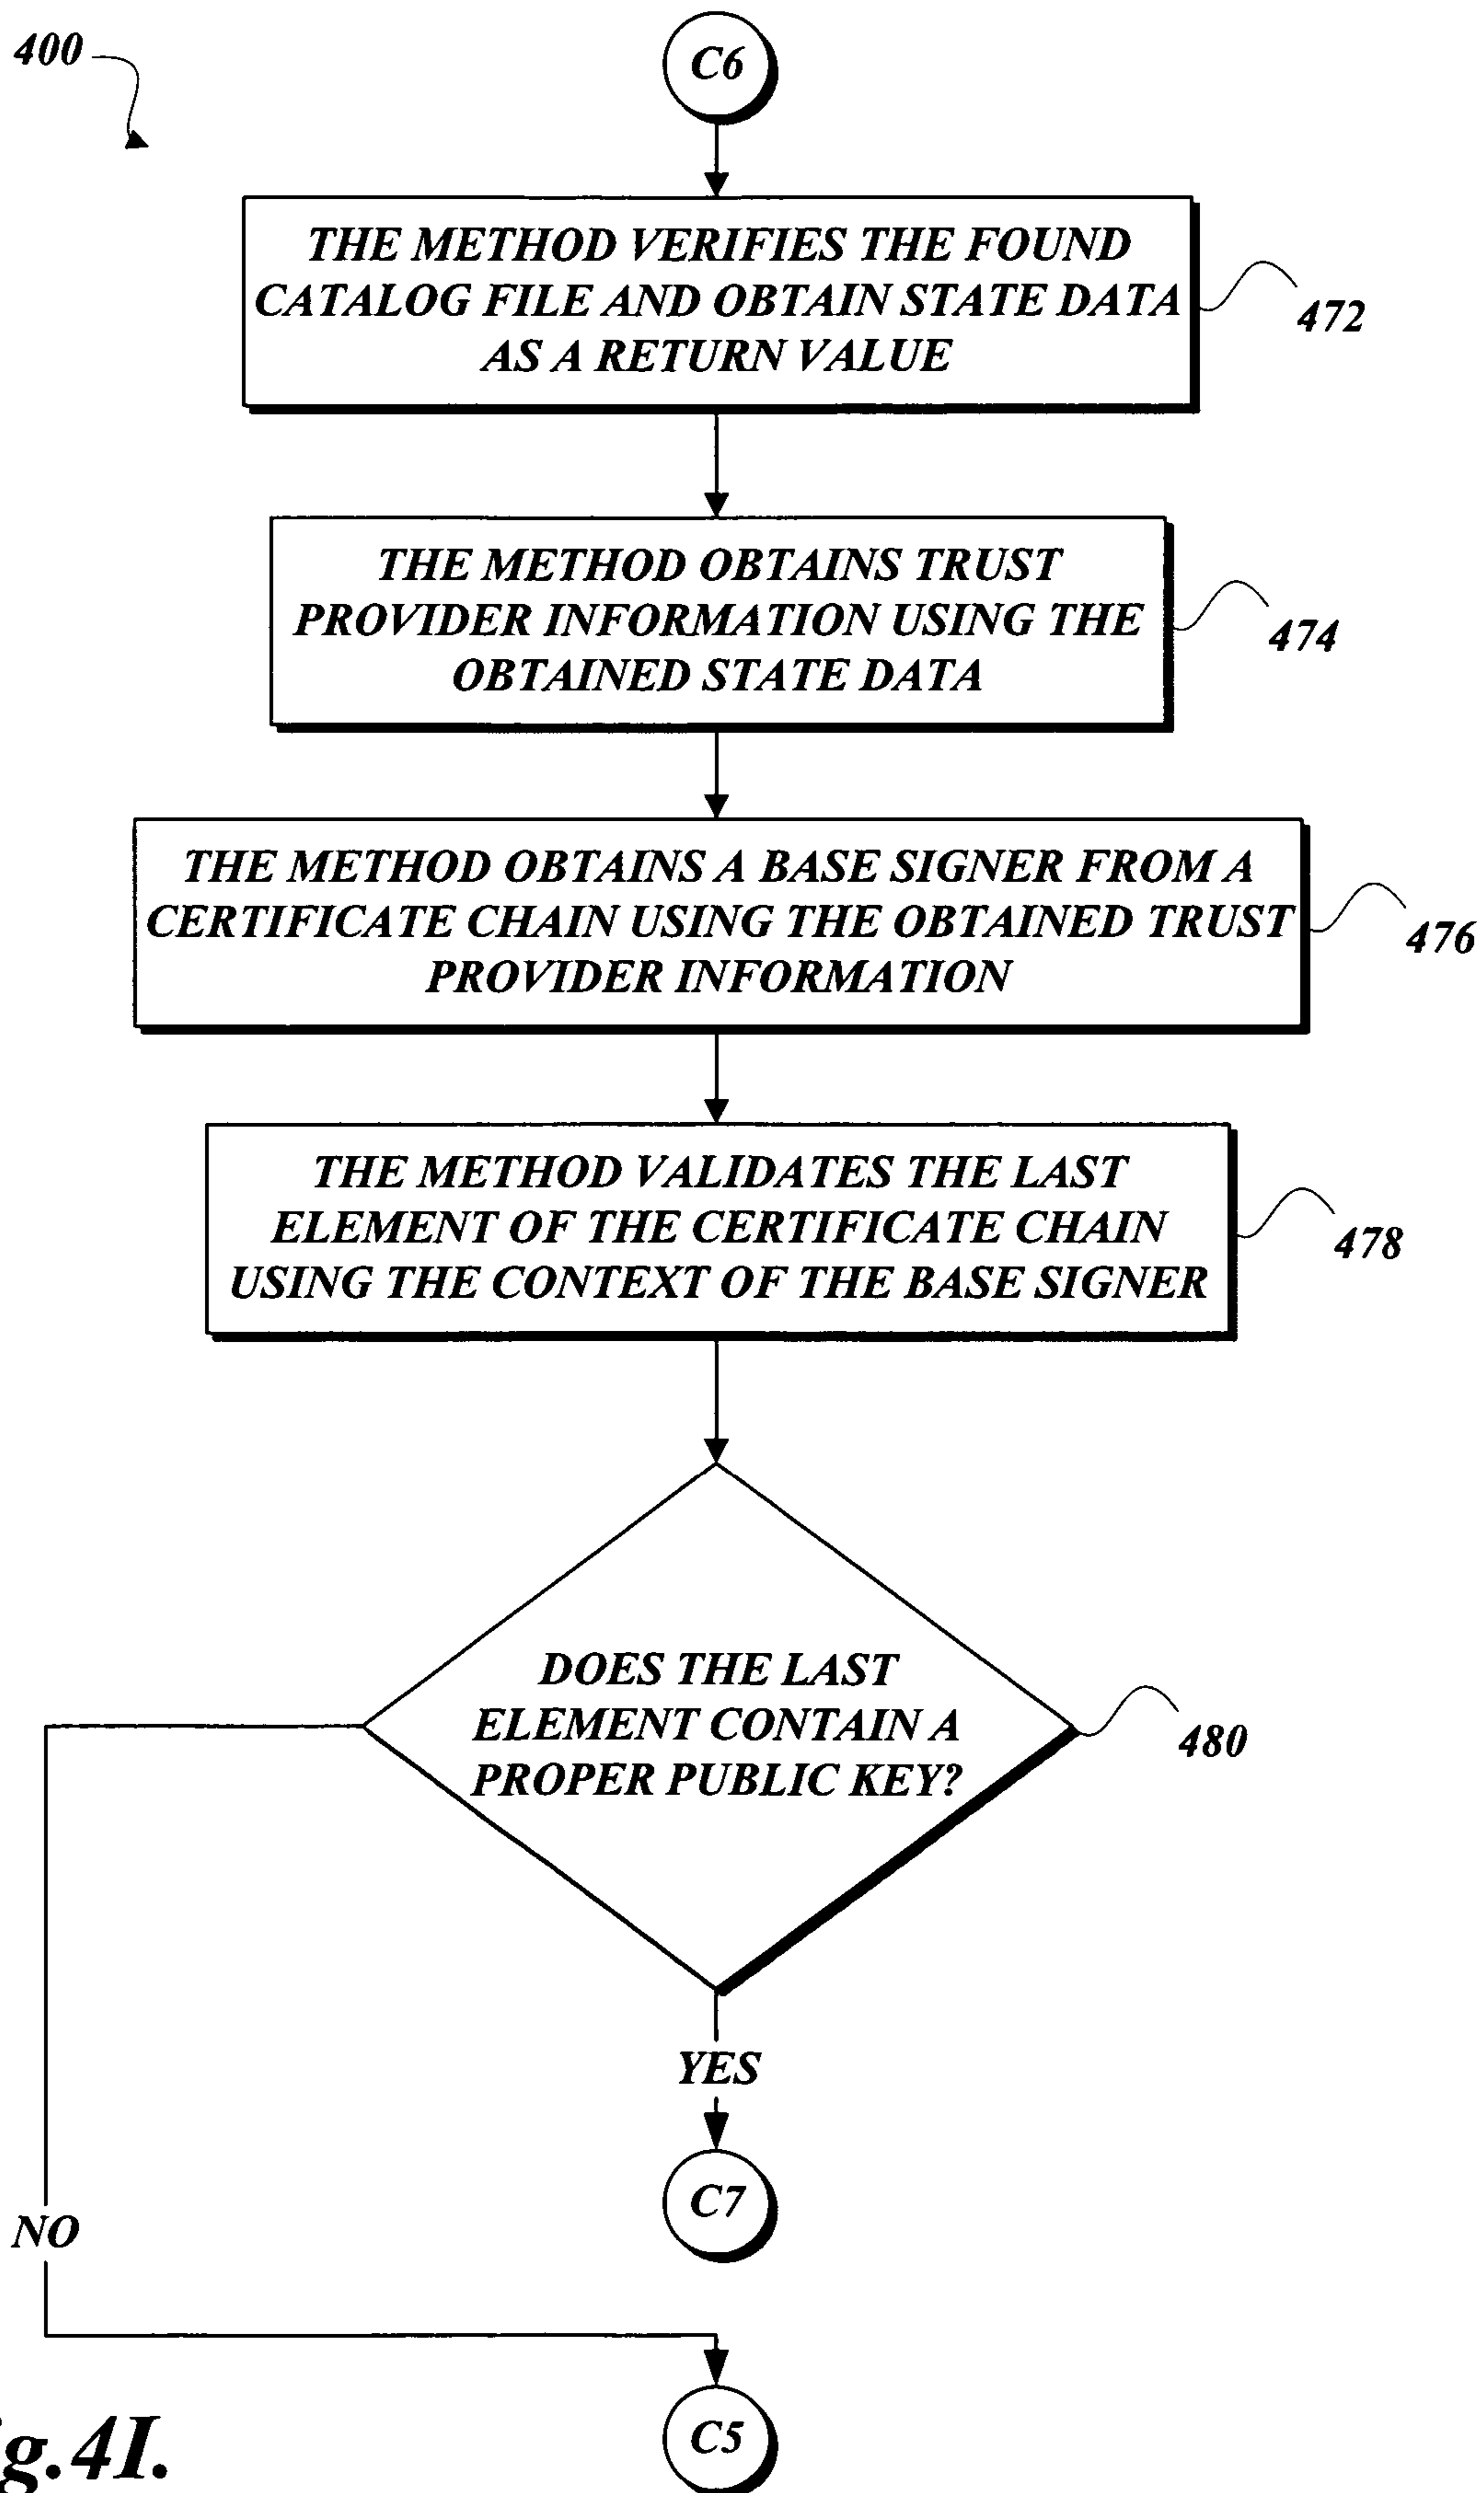 400
C6
THE METHOD VERIFIES THE FOUND
CATALOG FILE AND OBTAIN STATE DATA
AS A RETURN VALUE
472
THE METHOD OBTAINS TRUST
PROVIDER INFORMATION USING THE
OBTAINED STATE DATA
474
THE METHOD OBTAINS A BASE SIGNER FROM A
CERTIFICATE CHAIN USING THE OBTAINED TRUST
PROVIDER INFORMATION
476
THE METHOD VALIDATES THE LAST
ELEMENT OF THE CERTIFICATE CHAIN
USING THE CONTEXT OF THE BASE SIGNER
478
DOES THE LAST
ELEMENT CONTAIN A
PROPER PUBLIC KEY?
480
YES
C7
NO
C5
ig.4I.